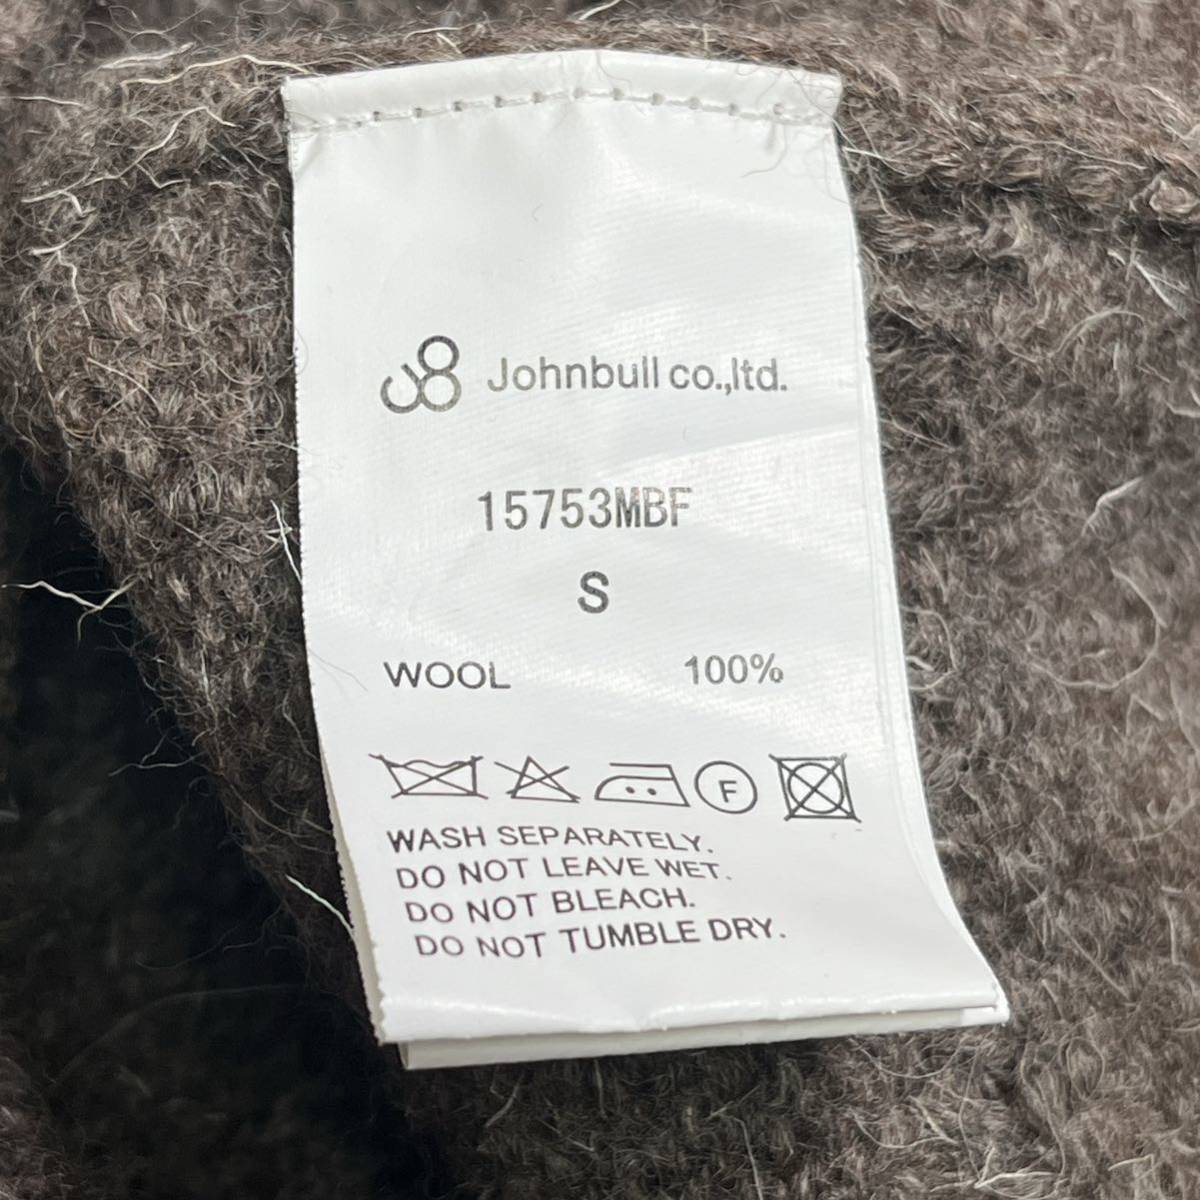 Johnbull co.,ltd.
15753MBF
S
WOOL 100%
F
WASH SEPARATELY.
DO NOT LEAVE WET.
DO NOT BLEACH.
DO NOT TUMBLE DRY.